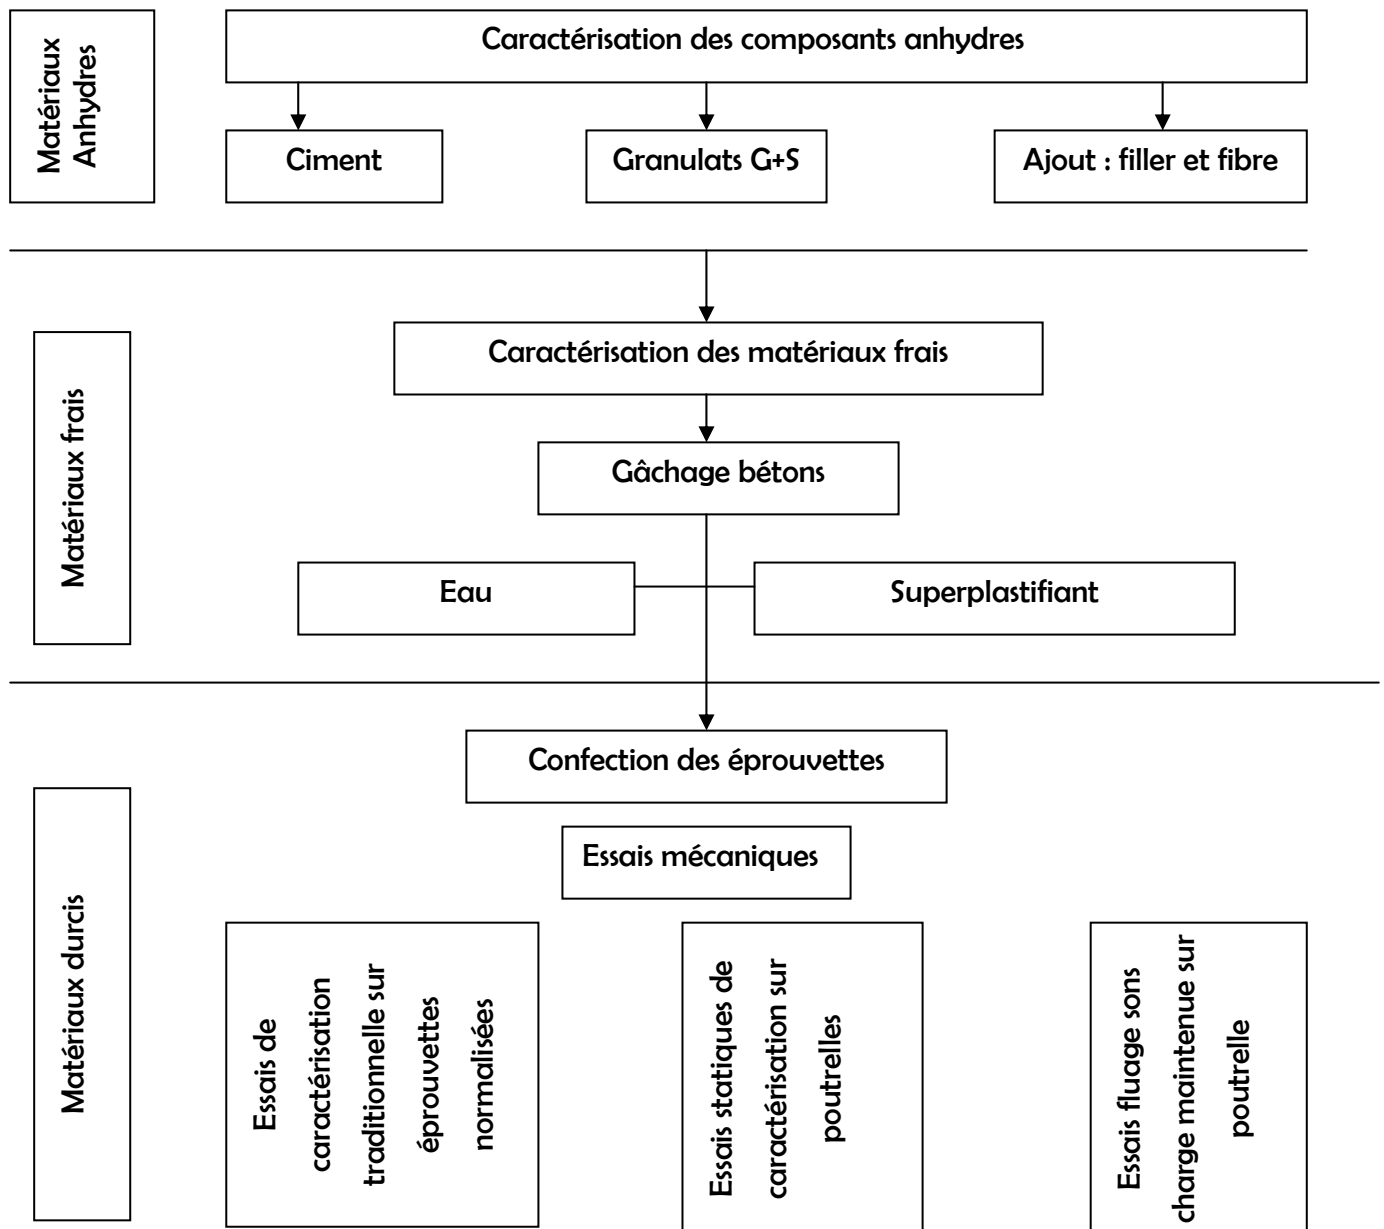 Matériaux
Anhydres
Caractérisation des composants anhydres
Ciment
Granulats G+S
Ajout : filler et fibre
Matériaux frais
Caractérisation des matériaux frais
Gâchage bétons
Eau
Superplastifiant
Matériaux durcis
Confection des éprouvettes
Essais mécaniques
Essais de
caractérisation
traditionnelle sur
éprouvettes
normalisées
Essais statiques de
caractérisation sur
poutrelles
Essais fluage sons
charge maintenue sur
poutrelle